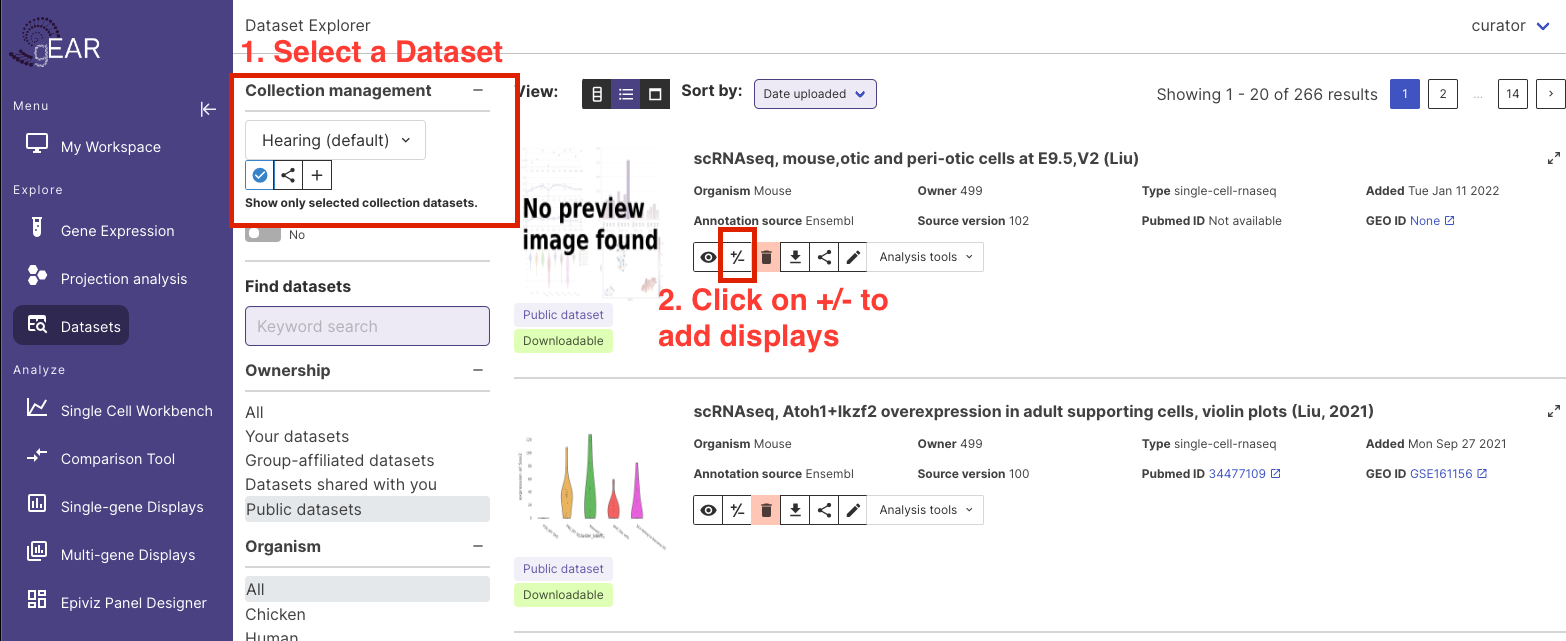 gEAR
Dataset Explorer
curator
1. Select a Dataset
Menu
My Workspace
Explore
Gene Expression
Projection analysis
Datasets
Analyze
Single Cell Workbench
Comparison Tool
Single-gene Displays
Multi-gene Displays
Epiviz Panel Designer
Collection management
Hearing (default)
Show only selected collection datasets.
No
Find datasets
Keyword search
Ownership
All
Your datasets
Group-affiliated datasets
Datasets shared with you
Public datasets
Organism
All
Chicken
Human
View:
Sort by:
Date uploaded
Showing 1 - 20 of 266 results
1 2 ... 14 ›
No preview
image found
Public dataset
Downloadable
scRNAseq, mouse,otic and peri-otic cells at E9.5,V2 (Liu)
Organism Mouse Owner 499 Type single-cell-rnaseq Added Tue Jan 11 2022
Annotation source Ensembl Source version 102 Pubmed ID Not available GEO ID None
+/- Analysis tools
2. Click on +/- to
add displays
scRNAseq, Atoh1+Ikzf2 overexpression in adult supporting cells, violin plots (Liu, 2021)
Organism Mouse Owner 499 Type single-cell-rnaseq Added Mon Sep 27 2021
Annotation source Ensembl Source version 100 Pubmed ID 34477109 GEO ID GSE161156
+/- Analysis tools
Public dataset
Downloadable